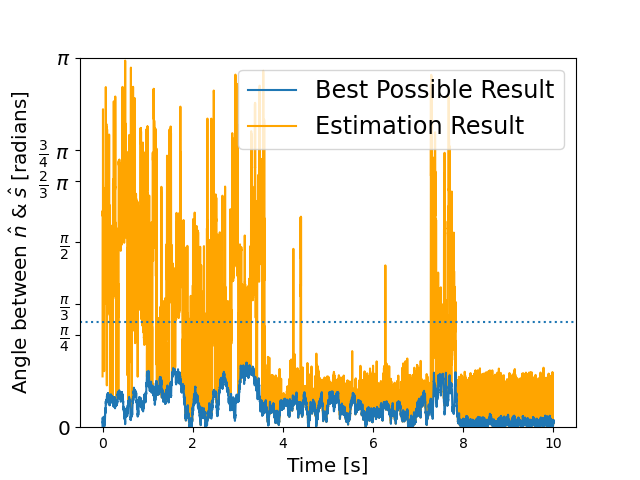 π
3/4 π
2/3 π
π/2
π/3
π/4
0
Angle between n̂ & ŝ [radians]
Best Possible Result
Estimation Result
0 2 4 6 8 10
Time [s]